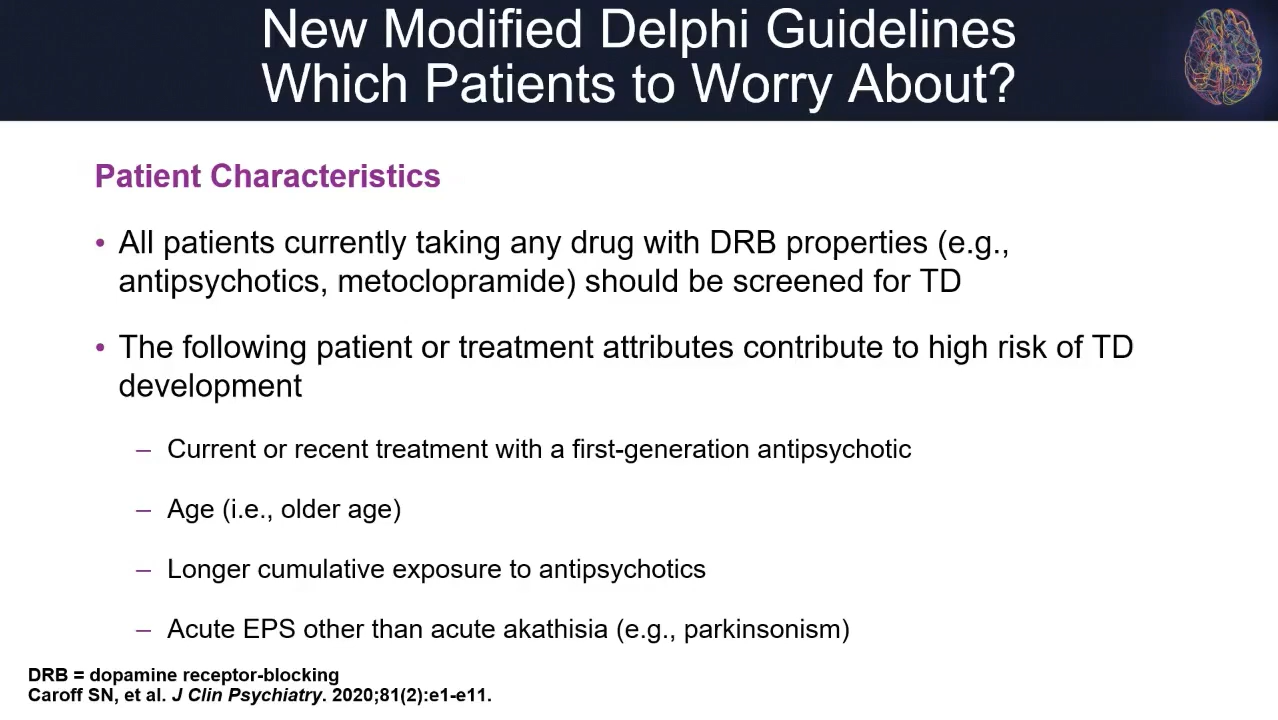 New Modified Delphi Guidelines
Which Patients to Worry About?
Patient Characteristics
• All patients currently taking any drug with DRB properties (e.g.,
antipsychotics, metoclopramide) should be screened for TD
• The following patient or treatment attributes contribute to high risk of TD
development
– Current or recent treatment with a first-generation antipsychotic
– Age (i.e., older age)
– Longer cumulative exposure to antipsychotics
– Acute EPS other than acute akathisia (e.g., parkinsonism)
DRB = dopamine receptor-blocking
Caroff SN, et al. J Clin Psychiatry. 2020;81(2):e1-e11.